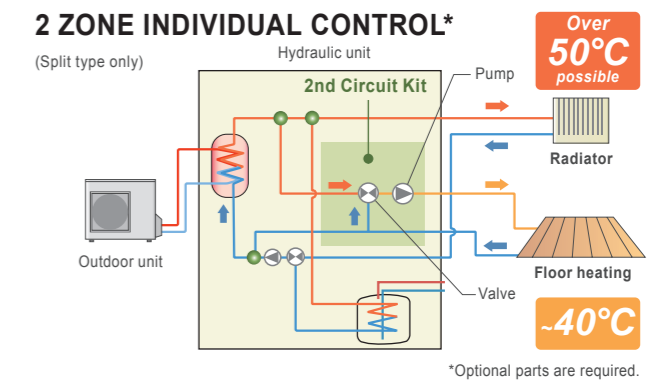 2 ZONE INDIVIDUAL CONTROL*
(Split type only)
Hydraulic unit
Over
50°C
possible
2nd Circuit Kit
Pump
Radiator
Outdoor unit
Floor heating
Valve
~40°C
*Optional parts are required.